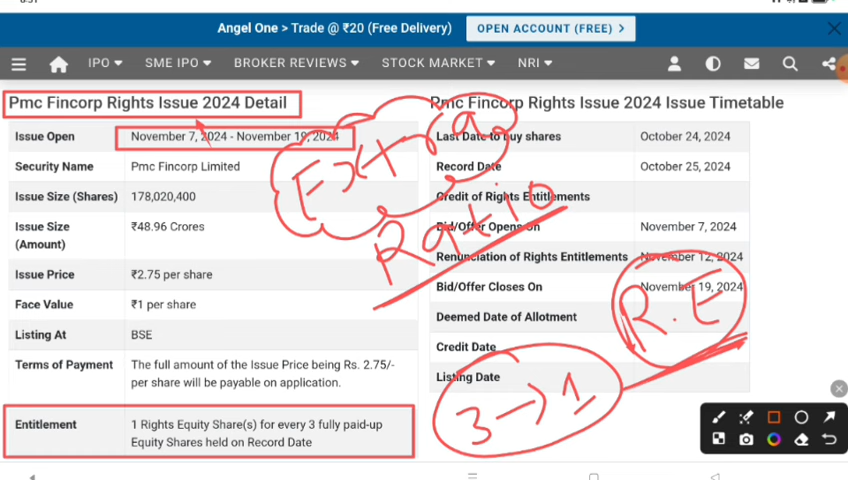 Angel One > Trade @ ₹20 (Free Delivery) OPEN ACCOUNT (FREE) >
IPO SME IPO BROKER REVIEWS STOCK MARKET NRI
Pmc Fincorp Rights Issue 2024 Detail
Issue Open November 7, 2024 - November 19, 2024
Security Name Pmc Fincorp Limited
Issue Size (Shares) 178,020,400
Issue Size (Amount) ₹48.96 Crores
Issue Price ₹2.75 per share
Face Value ₹1 per share
Listing At BSE
Terms of Payment The full amount of the Issue Price being Rs. 2.75/-
per share will be payable on application.
Entitlement 1 Rights Equity Share(s) for every 3 fully paid-up
Equity Shares held on Record Date
Pmc Fincorp Rights Issue 2024 Issue Timetable
Last Date to buy shares October 24, 2024
Record Date October 25, 2024
Credit of Rights Entitlements
Bid/Offer Opens On November 7, 2024
Renunciation of Rights Entitlements November 12, 2024
Bid/Offer Closes On November 19, 2024
Deemed Date of Allotment
Credit Date
Listing Date
Extra
Ratio
R.E
3→1